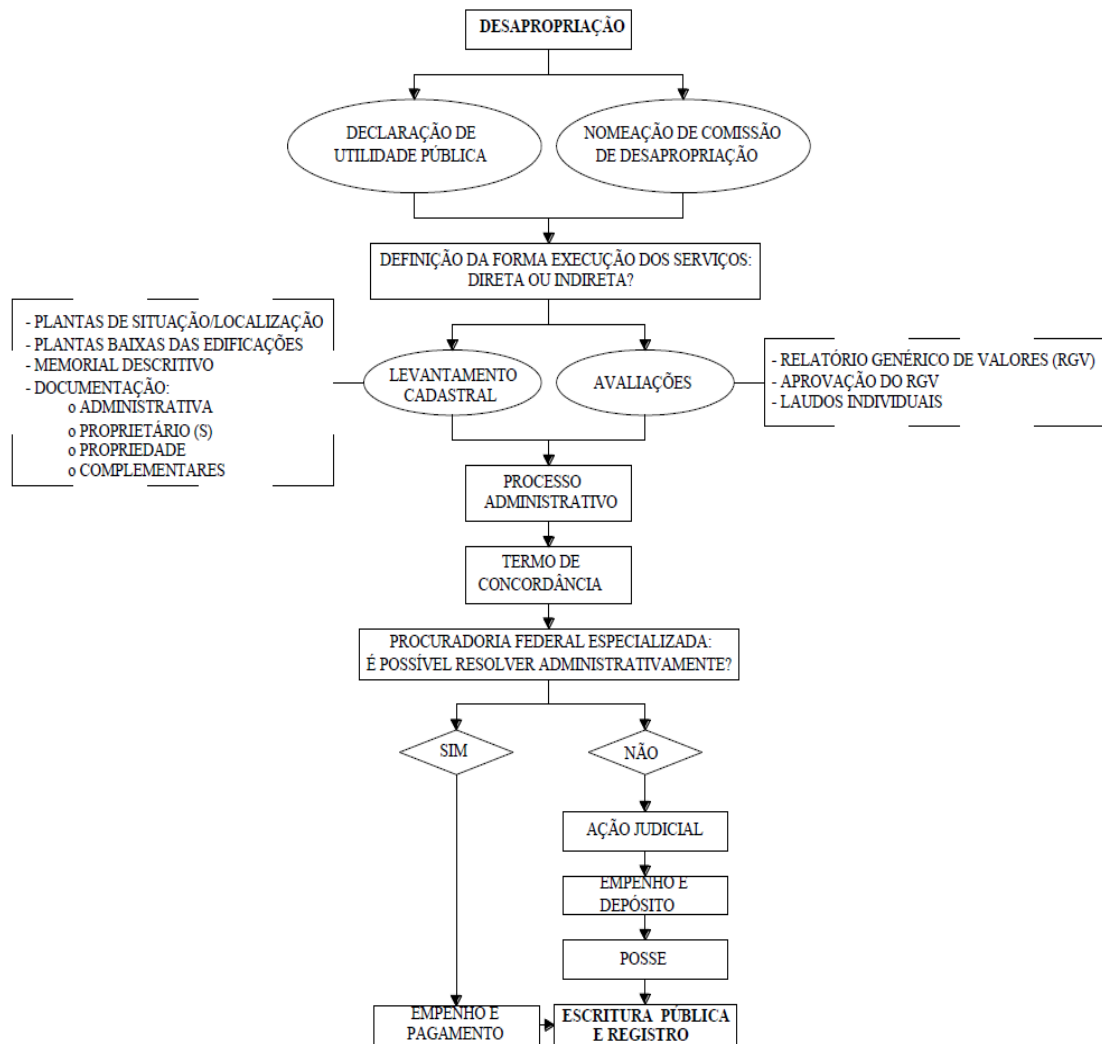 DESAPROPRIAÇÃO
DECLARAÇÃO DE
UTILIDADE PÚBLICA
NOMEAÇÃO DE COMISSÃO
DE DESAPROPRIAÇÃO
DEFINIÇÃO DA FORMA EXECUÇÃO DOS SERVIÇOS:
DIRETA OU INDIRETA?
- PLANTAS DE SITUAÇÃO/LOCALIZAÇÃO
- PLANTAS BAIXAS DAS EDIFICAÇÕES
- MEMORIAL DESCRITIVO
- DOCUMENTAÇÃO:
o ADMINISTRATIVA
o PROPRIETÁRIO (S)
o PROPRIEDADE
o COMPLEMENTARES
LEVANTAMENTO
CADASTRAL
AVALIAÇÕES
- RELATÓRIO GENÉRICO DE VALORES (RGV)
- APROVAÇÃO DO RGV
- LAUDOS INDIVIDUAIS
PROCESSO
ADMINISTRATIVO
TERMO DE
CONCORDÂNCIA
PROCURADORIA FEDERAL ESPECIALIZADA:
É POSSÍVEL RESOLVER ADMINISTRATIVAMENTE?
SIM
NÃO
AÇÃO JUDICIAL
EMPENHO E
DEPÓSITO
POSSE
EMPENHO E
PAGAMENTO
ESCRITURA PÚBLICA
E REGISTRO